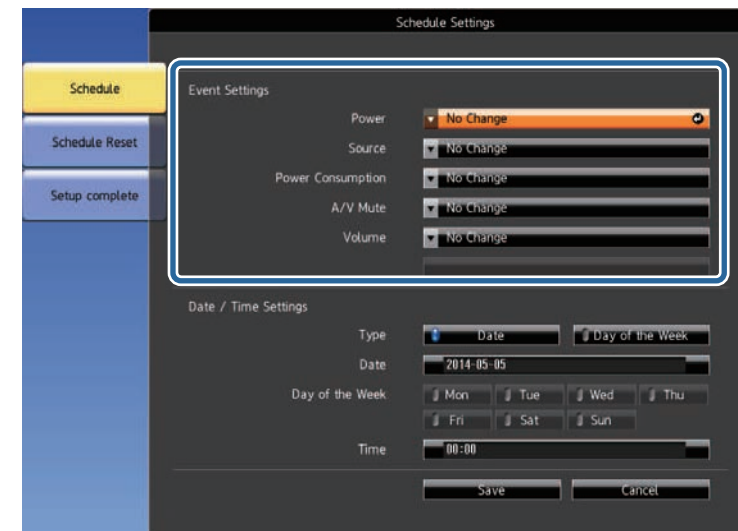 Schedule Settings
Schedule
Schedule Reset
Setup complete
Event Settings
Power No Change
Source No Change
Power Consumption No Change
A/V Mute No Change
Volume No Change
Date / Time Settings
Type Date Day of the Week
Date 2014-05-05
Day of the Week Mon Tue Wed Thu
Fri Sat Sun
Time 00:00
Save Cancel